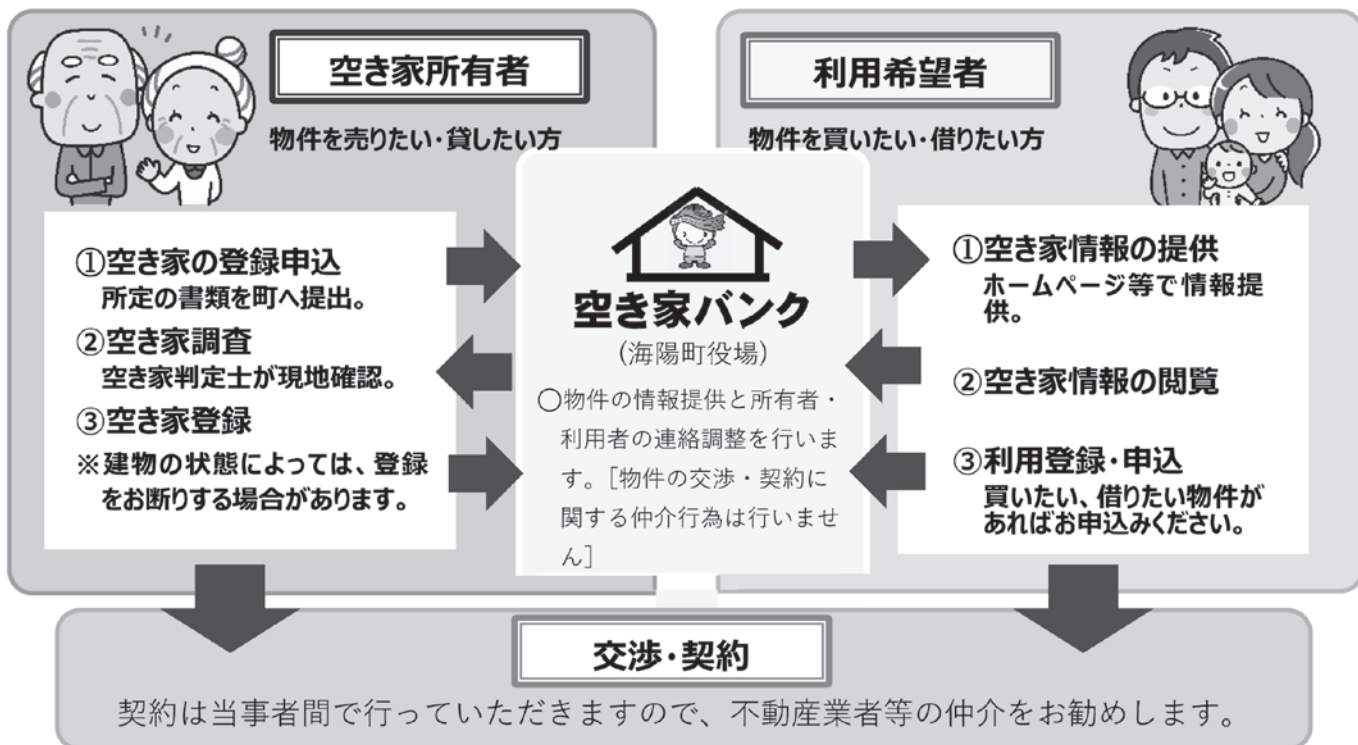 空き家所有者
物件を売りたい・貸したい方
①空き家の登録申込
所定の書類を町へ提出。
②空き家調査
空き家判定士が現地確認。
③空き家登録
※建物の状態によっては、登録
をお断りする場合があります。
空き家バンク
(海陽町役場)
○物件の情報提供と所有者・
利用者の連絡調整を行いま
す。[物件の交渉・契約に
関する仲介行為は行いませ
ん]
利用希望者
物件を買いたい・借りたい方
①空き家情報の提供
ホームページ等で情報提
供。
②空き家情報の閲覧
③利用登録・申込
買いたい、借りたい物件が
あればお申込みください。
交渉・契約
契約は当事者間で行っていただきますので、不動産業者等の仲介をお勧めします。